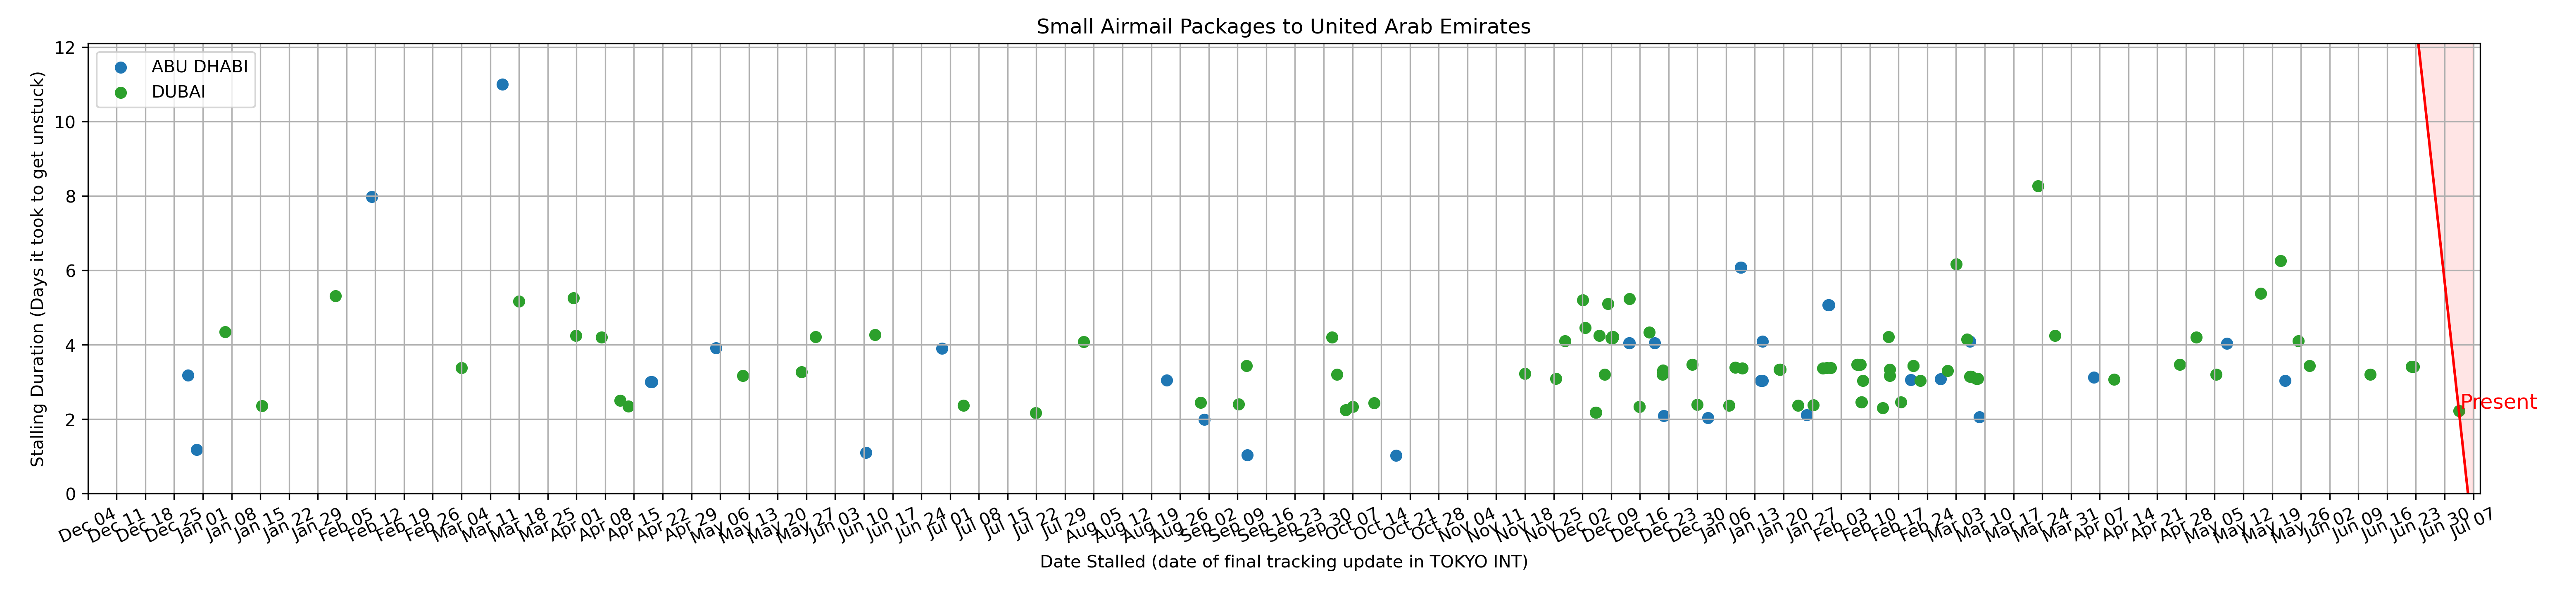 Small Airmail Packages to United Arab Emirates
ABU DHABI
DUBAI
Stalling Duration (Days it took to get unstuck)
12
10
8
6
4
2
0
Present
Dec 04
Dec 11
Dec 18
Dec 25
Jan 01
Jan 08
Jan 15
Jan 22
Jan 29
Feb 05
Feb 12
Feb 19
Feb 26
Mar 04
Mar 11
Mar 18
Mar 25
Apr 01
Apr 08
Apr 15
Apr 22
Apr 29
May 06
May 13
May 20
May 27
Jun 03
Jun 10
Jun 17
Jun 24
Jul 01
Jul 08
Jul 15
Jul 22
Jul 29
Aug 05
Aug 12
Aug 19
Aug 26
Sep 02
Sep 09
Sep 16
Sep 23
Sep 30
Oct 07
Oct 14
Oct 21
Oct 28
Nov 04
Nov 11
Nov 18
Nov 25
Dec 02
Dec 09
Dec 16
Dec 23
Dec 30
Jan 06
Jan 13
Jan 20
Jan 27
Feb 03
Feb 10
Feb 17
Feb 24
Mar 03
Mar 10
Mar 17
Mar 24
Mar 31
Apr 07
Apr 14
Apr 21
Apr 28
May 05
May 12
May 19
May 26
Jun 02
Jun 09
Jun 16
Jun 23
Jun 30
Jul 07
Date Stalled (date of final tracking update in TOKYO INT)